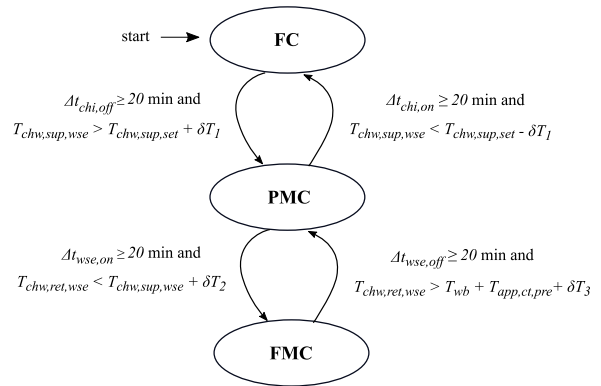 start
FC
Δt_{chi,off} ≥ 20 min and
T_{chw,sup,wse} > T_{chw,sup,set} + δT_1
Δt_{chi,on} ≥ 20 min and
T_{chw,sup,wse} < T_{chw,sup,set} - δT_1
PMC
Δt_{wse,on} ≥ 20 min and
T_{chw,ret,wse} < T_{chw,sup,wse} + δT_2
Δt_{wse,off} ≥ 20 min and
T_{chw,ret,wse} > T_{wb} + T_{app,ct,pre} + δT_3
FMC